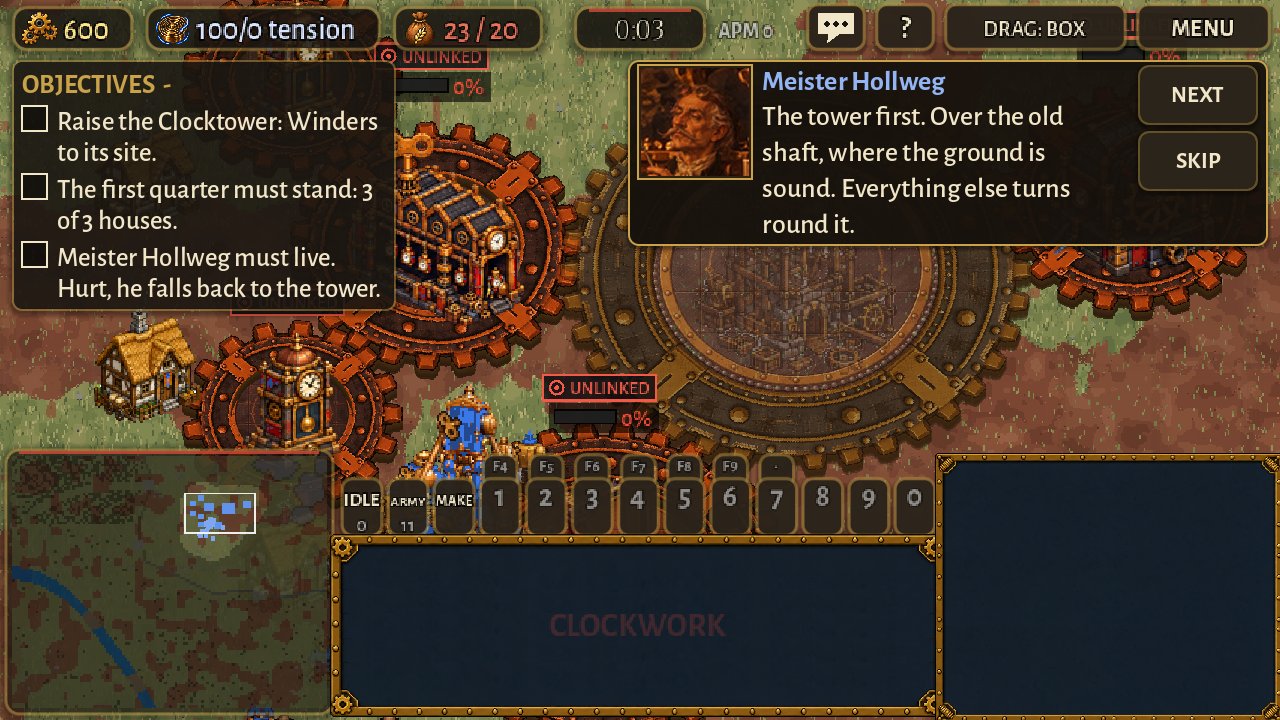 600
100/0 tension
23 / 20
0:03
APM 0
?
DRAG: BOX
MENU
UNLINKED
0%
0%
OBJECTIVES -
Raise the Clocktower: Winders
to its site.
The first quarter must stand: 3
of 3 houses.
Meister Hollweg must live.
Hurt, he falls back to the tower.
Meister Hollweg
The tower first. Over the old
shaft, where the ground is
sound. Everything else turns
round it.
NEXT
SKIP
UNLINKED
0%
F4
F5
F6
F7
F8
F9
IDLE
0
ARMY
11
MAKE
1
2
3
4
5
6
7
8
9
0
CLOCKWORK